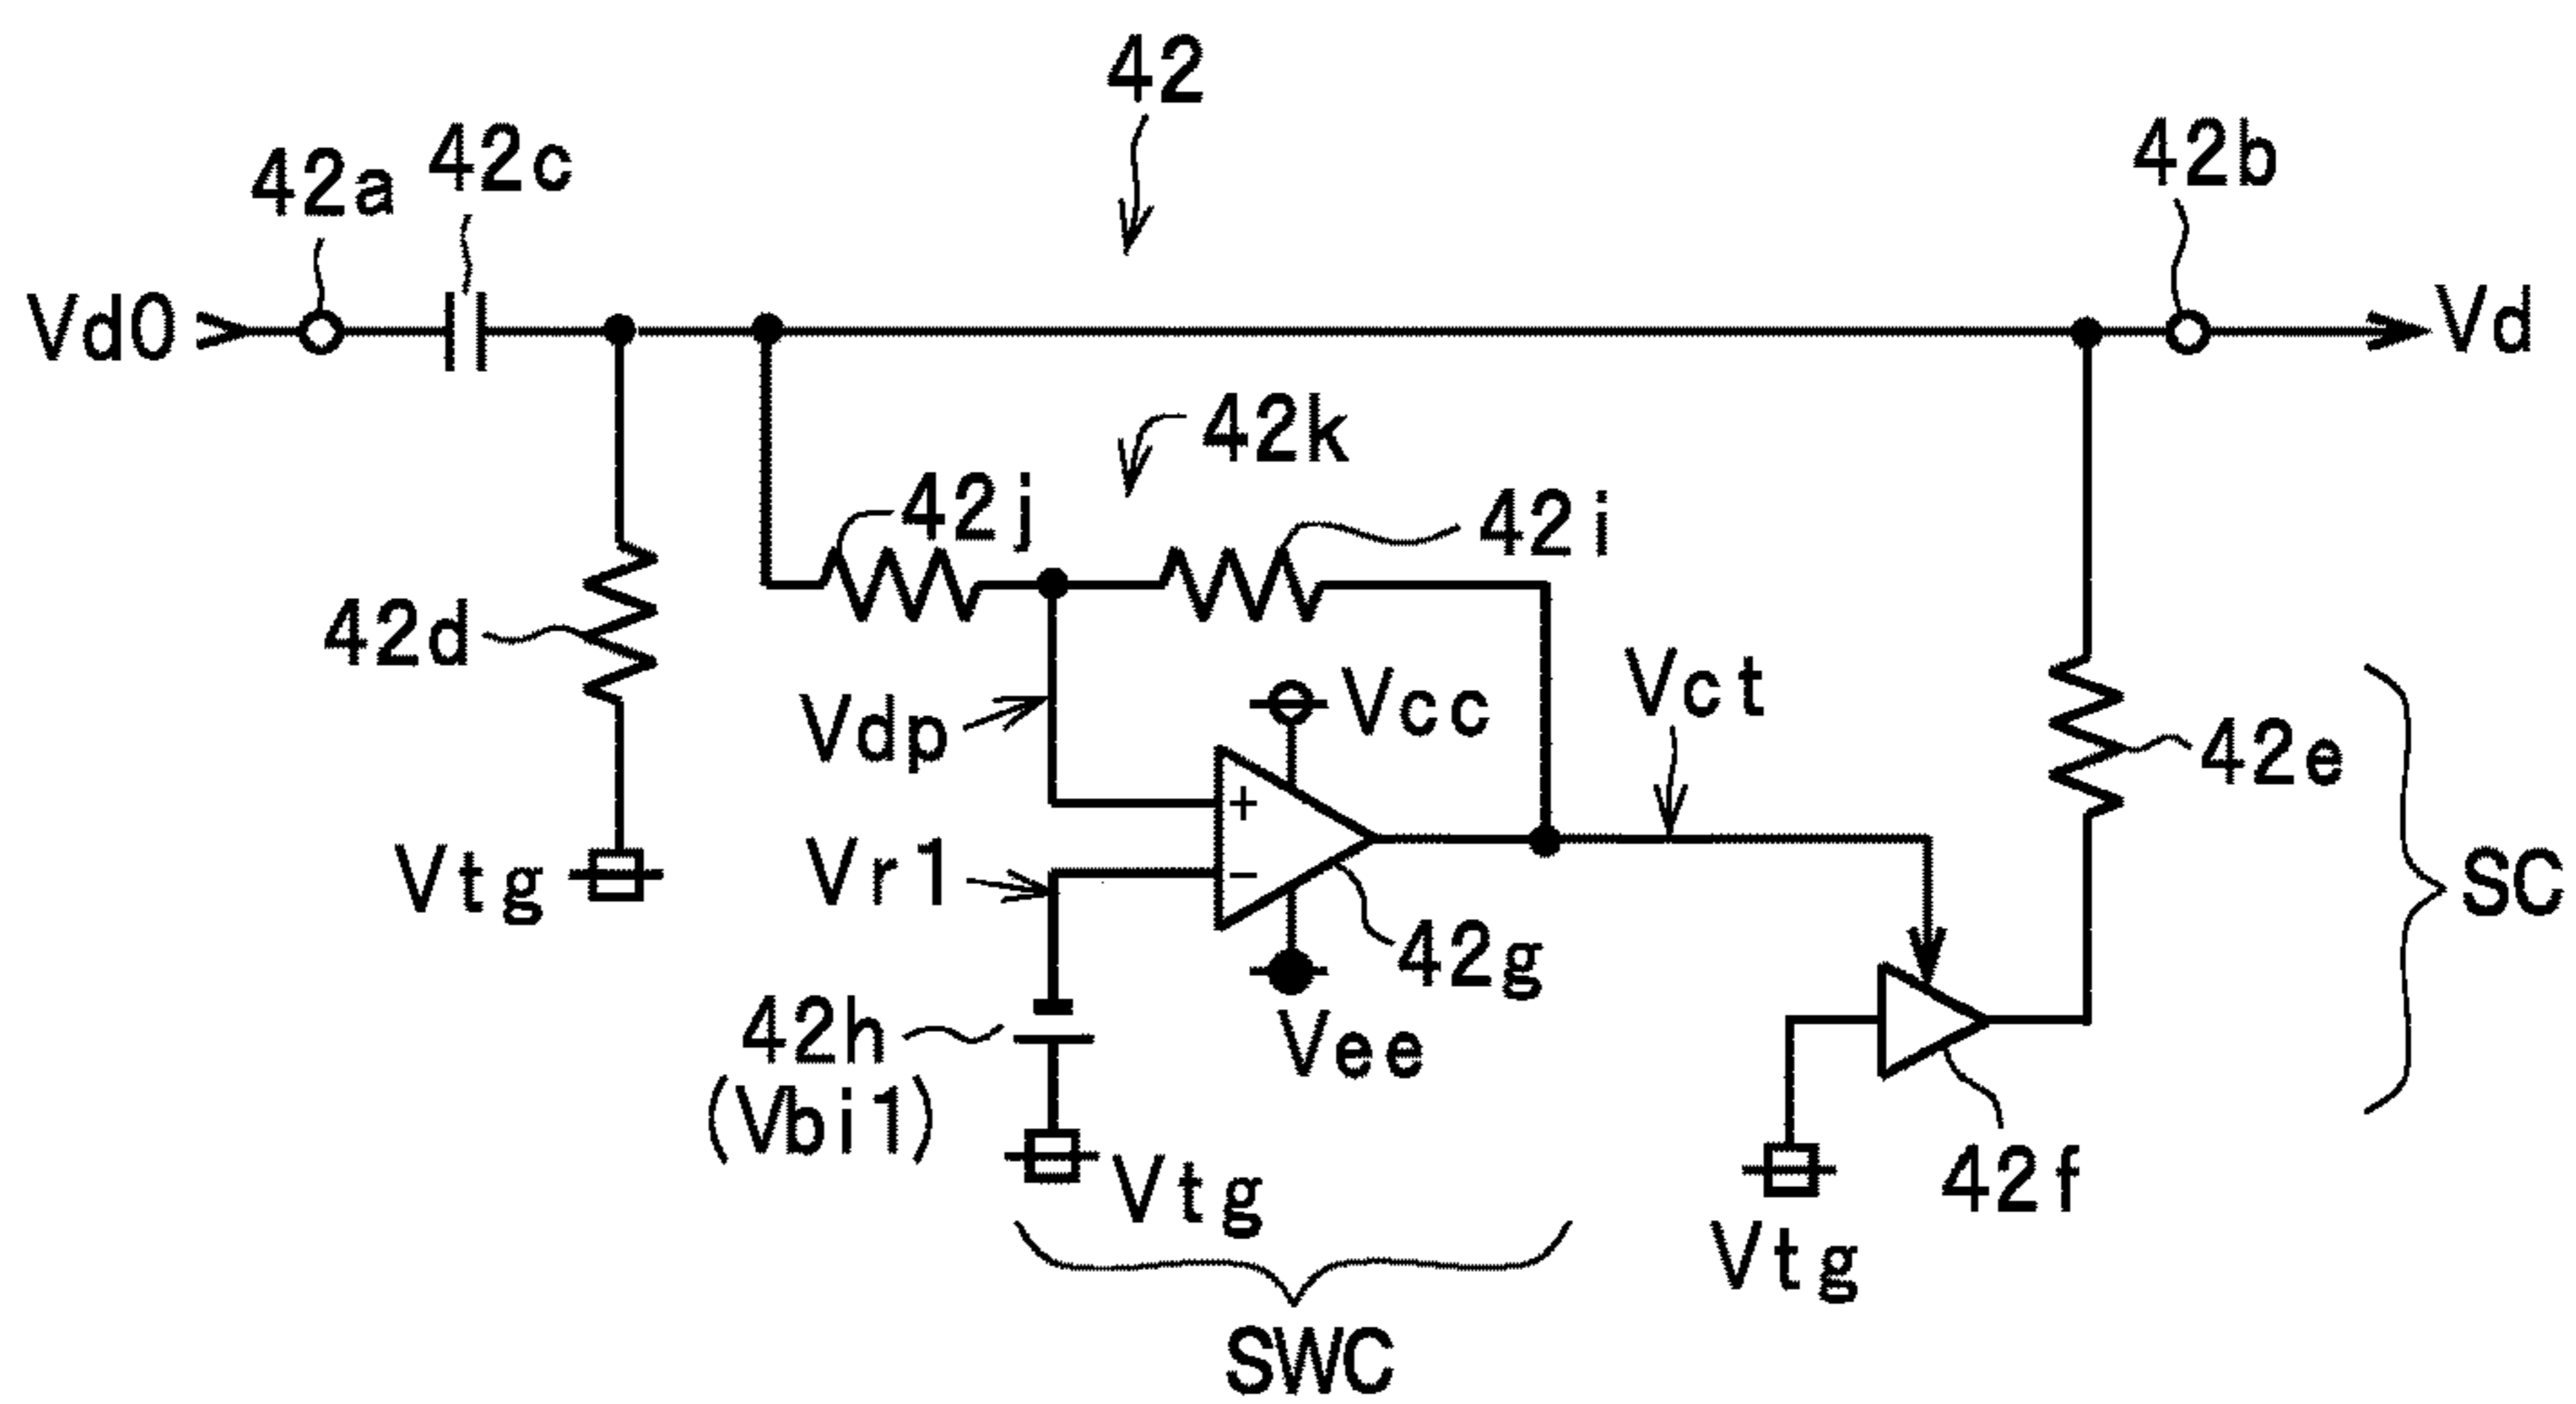 42
42a
42c
42b
Vd0
Vd
42k
42j
42i
42d
Vdp
Vcc
Vct
42e
Vtg
Vr1
+
−
42g
SC
42h
(Vbi1)
Vee
Vtg
42f
Vtg
SWC